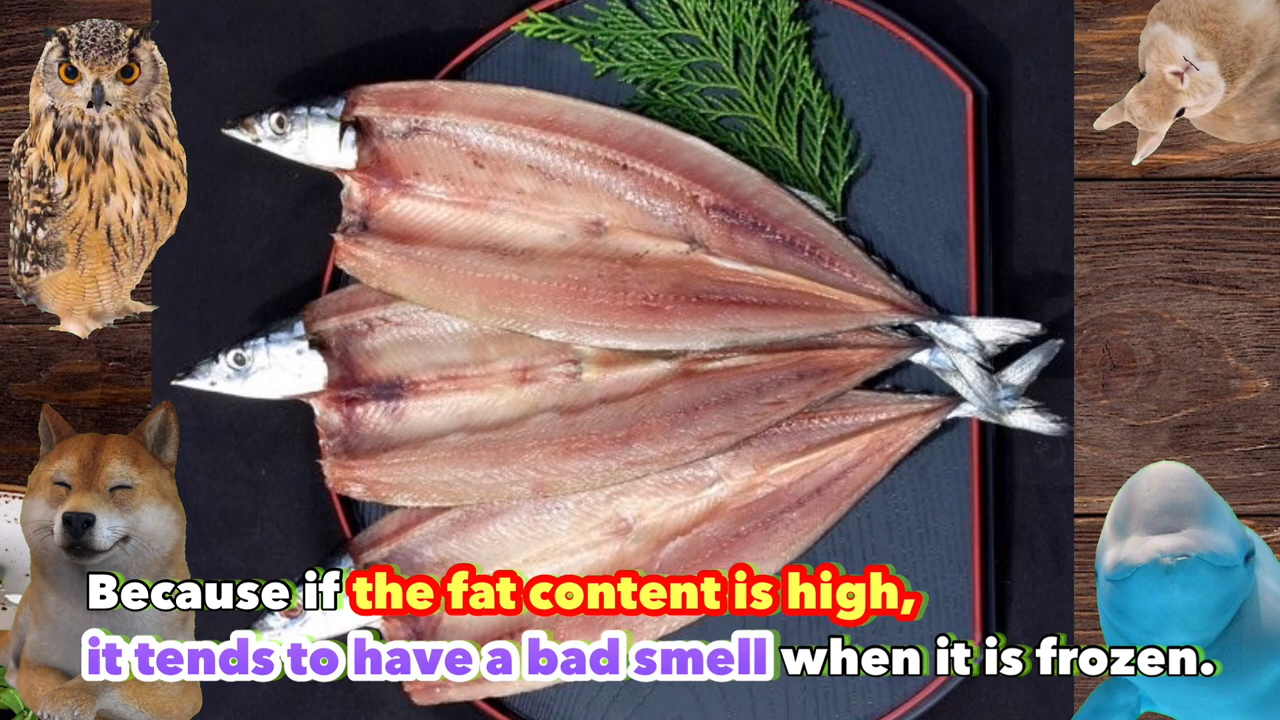 Because if the fat content is high,
it tends to have a bad smell when it is frozen.